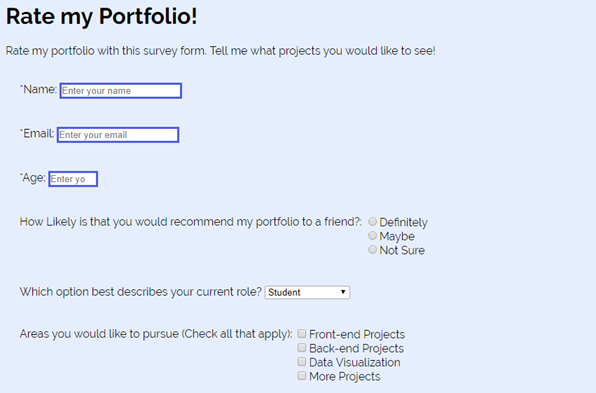 Rate my Portfolio!
Rate my portfolio with this survey form. Tell me what projects you would like to see!
*Name: Enter your name
*Email: Enter your email
*Age: Enter yo
How Likely is that you would recommend my portfolio to a friend?: Definitely
Maybe
Not Sure
Which option best describes your current role? Student
Areas you would like to pursue (Check all that apply): Front-end Projects
Back-end Projects
Data Visualization
More Projects